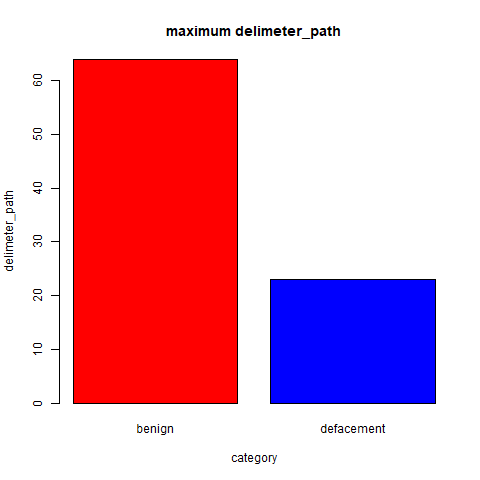 maximum delimeter_path
delimeter_path
60
50
40
30
20
10
0
benign
defacement
category